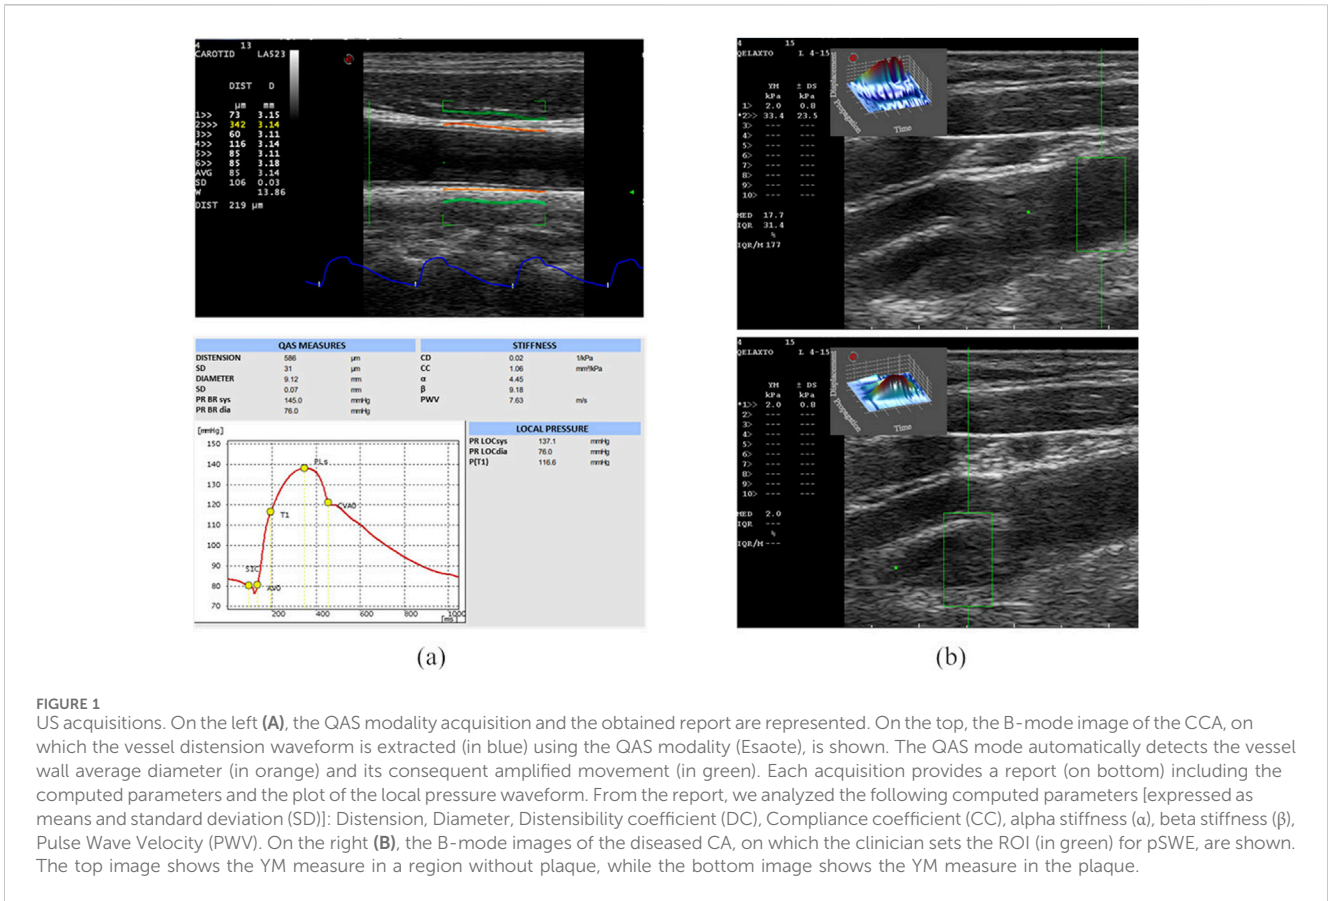 4 13
CAROTID LA523
DIST D
µm mm
1>> 73 3.15
2>>> 342 3.14
3>> 60 3.11
4>> 116 3.14
5>> 85 3.11
6>> 85 3.18
AVG 85 3.14
SD 106 0.03
W 13.86
DIST 219 µm
QAS MEASURES
DISTENSION 586 µm
SD 31 µm
DIAMETER 9.12 mm
SD 0.07 mm
PR BR sys 145.0 mmHg
PR BR dia 76.0 mmHg
STIFFNESS
CD 0.02 1/kPa
CC 1.06 mm²/kPa
α 4.45
β 9.18
PWV 7.63 m/s
LOCAL PRESSURE
PR LOCsys 137.1 mmHg
PR LOCdia 76.0 mmHg
P(T1) 116.6 mmHg
[mmHg]
150
140
130
120
110
100
90
80
70
PLs
T1
CVA0
SIC
AVO
200 400 600 800 1000
[ms]
(a)
4 15
QELAXTO L 4-15
YM ± DS
kPa kPa
1> 2.0 0.8
*2>> 33.4 23.5
3> --- ---
4> --- ---
5> --- ---
6> --- ---
7> --- ---
8> --- ---
9> --- ---
10> --- ---
MED 17.7
IQR 31.4
%
IQR/M 177
Displacement
Propagation
Time
4 15
QELAXTO L 4-15
YM ± DS
kPa kPa
*1>> 2.0 0.8
2> --- ---
3> --- ---
4> --- ---
5> --- ---
6> --- ---
7> --- ---
8> --- ---
9> --- ---
10> --- ---
MED 2.0
IQR ---
%
IQR/M ---
Displacement
Propagation
Time
(b)
FIGURE 1
US acquisitions. On the left (A), the QAS modality acquisition and the obtained report are represented. On the top, the B-mode image of the CCA, on
which the vessel distension waveform is extracted (in blue) using the QAS modality (Esaote), is shown. The QAS mode automatically detects the vessel
wall average diameter (in orange) and its consequent amplified movement (in green). Each acquisition provides a report (on bottom) including the
computed parameters and the plot of the local pressure waveform. From the report, we analyzed the following computed parameters [expressed as
means and standard deviation (SD)]: Distension, Diameter, Distensibility coefficient (DC), Compliance coefficient (CC), alpha stiffness (α), beta stiffness (β),
Pulse Wave Velocity (PWV). On the right (B), the B-mode images of the diseased CA, on which the clinician sets the ROI (in green) for pSWE, are shown.
The top image shows the YM measure in a region without plaque, while the bottom image shows the YM measure in the plaque.